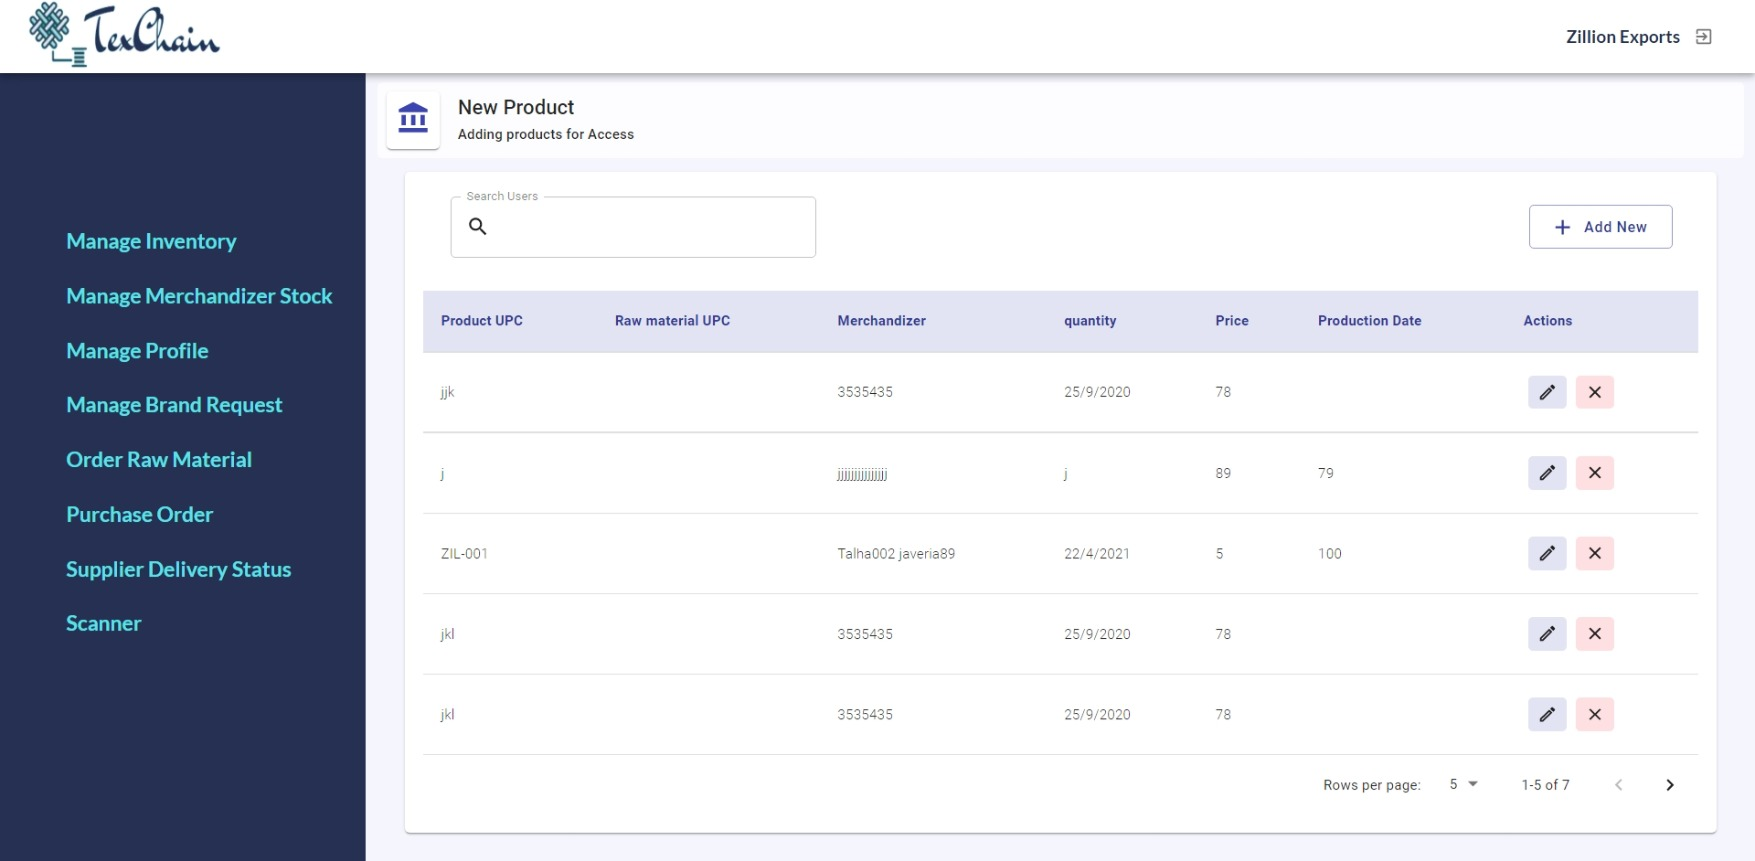 TexChain
Zillion Exports
New Product
Adding products for Access
Manage Inventory
Manage Merchandizer Stock
Manage Profile
Manage Brand Request
Order Raw Material
Purchase Order
Supplier Delivery Status
Scanner
Search Users
Add New
Product UPC Raw material UPC Merchandizer quantity Price Production Date Actions
jjk 3535435 25/9/2020 78
j jjjjjjjjjjjjjjj j 89 79
ZIL-001 Talha002 javeria89 22/4/2021 5 100
jkl 3535435 25/9/2020 78
jkl 3535435 25/9/2020 78
Rows per page: 5 1-5 of 7